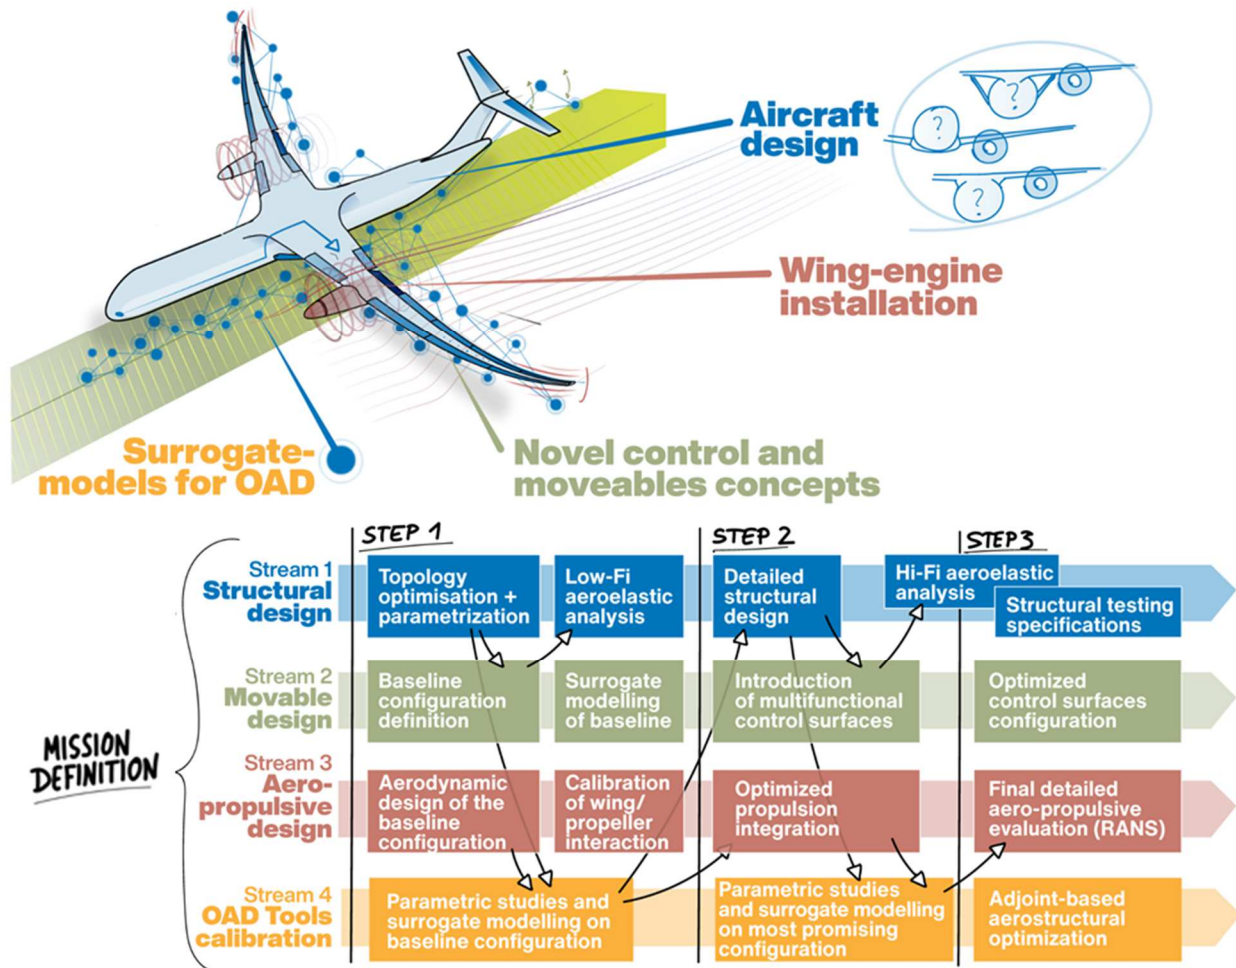 Aircraft
design
?
?
?
Wing-engine
installation
Surrogate-
models for OAD
Novel control and
moveables concepts
STEP 1
STEP 2
STEP 3
MISSION
DEFINITION
Stream 1
Structural
design
Topology
optimisation +
parametrization
Low-Fi
aeroelastic
analysis
Detailed
structural
design
Hi-Fi aeroelastic
analysis
Structural testing
specifications
Stream 2
Movable
design
Baseline
configuration
definition
Surrogate
modelling
of baseline
Introduction
of multifunctional
control surfaces
Optimized
control surfaces
configuration
Stream 3
Aero-
propulsive
design
Aerodynamic
design of the
baseline
configuration
Calibration
of wing/
propeller
interaction
Optimized
propulsion
integration
Final detailed
aero-propulsive
evaluation (RANS)
Stream 4
OAD Tools
calibration
Parametric studies and
surrogate modelling on
baseline configuration
Parametric studies
and surrogate modelling
on most promising
configuration
Adjoint-based
aerostructural
optimization